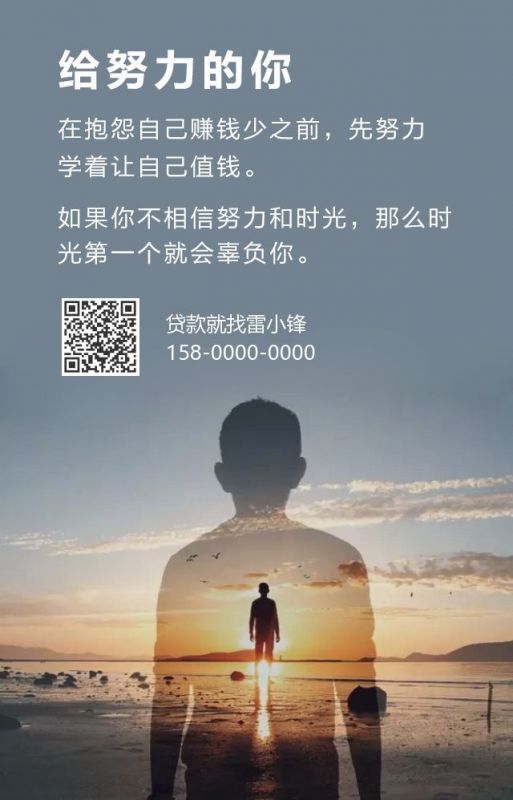 给努力的你
在抱怨自己赚钱少之前，先努力
学着让自己值钱。
如果你不相信努力和时光，那么时
光第一个就会辜负你。
贷款就找雷小锋
158-0000-0000